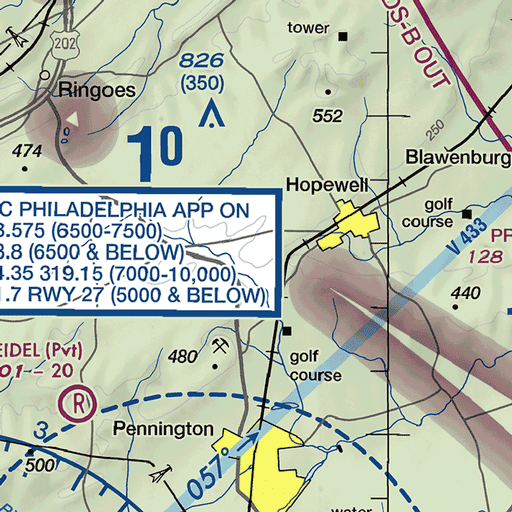 OS-B OUT
tower
202
826
(350)
Ringoes
552
250
474
10
Blawenburg
Hopewell
golf
course
C PHILADELPHIA APP ON
3.575 (6500-7500)
3.8 (6500 & BELOW)
4.35 319.15 (7000-10,000)
1.7 RWY 27 (5000 & BELOW)
V 433
PR
128
440
EIDEL (Pvt)
01 - 20
480
golf
course
R
Pennington
3
057°
500
water